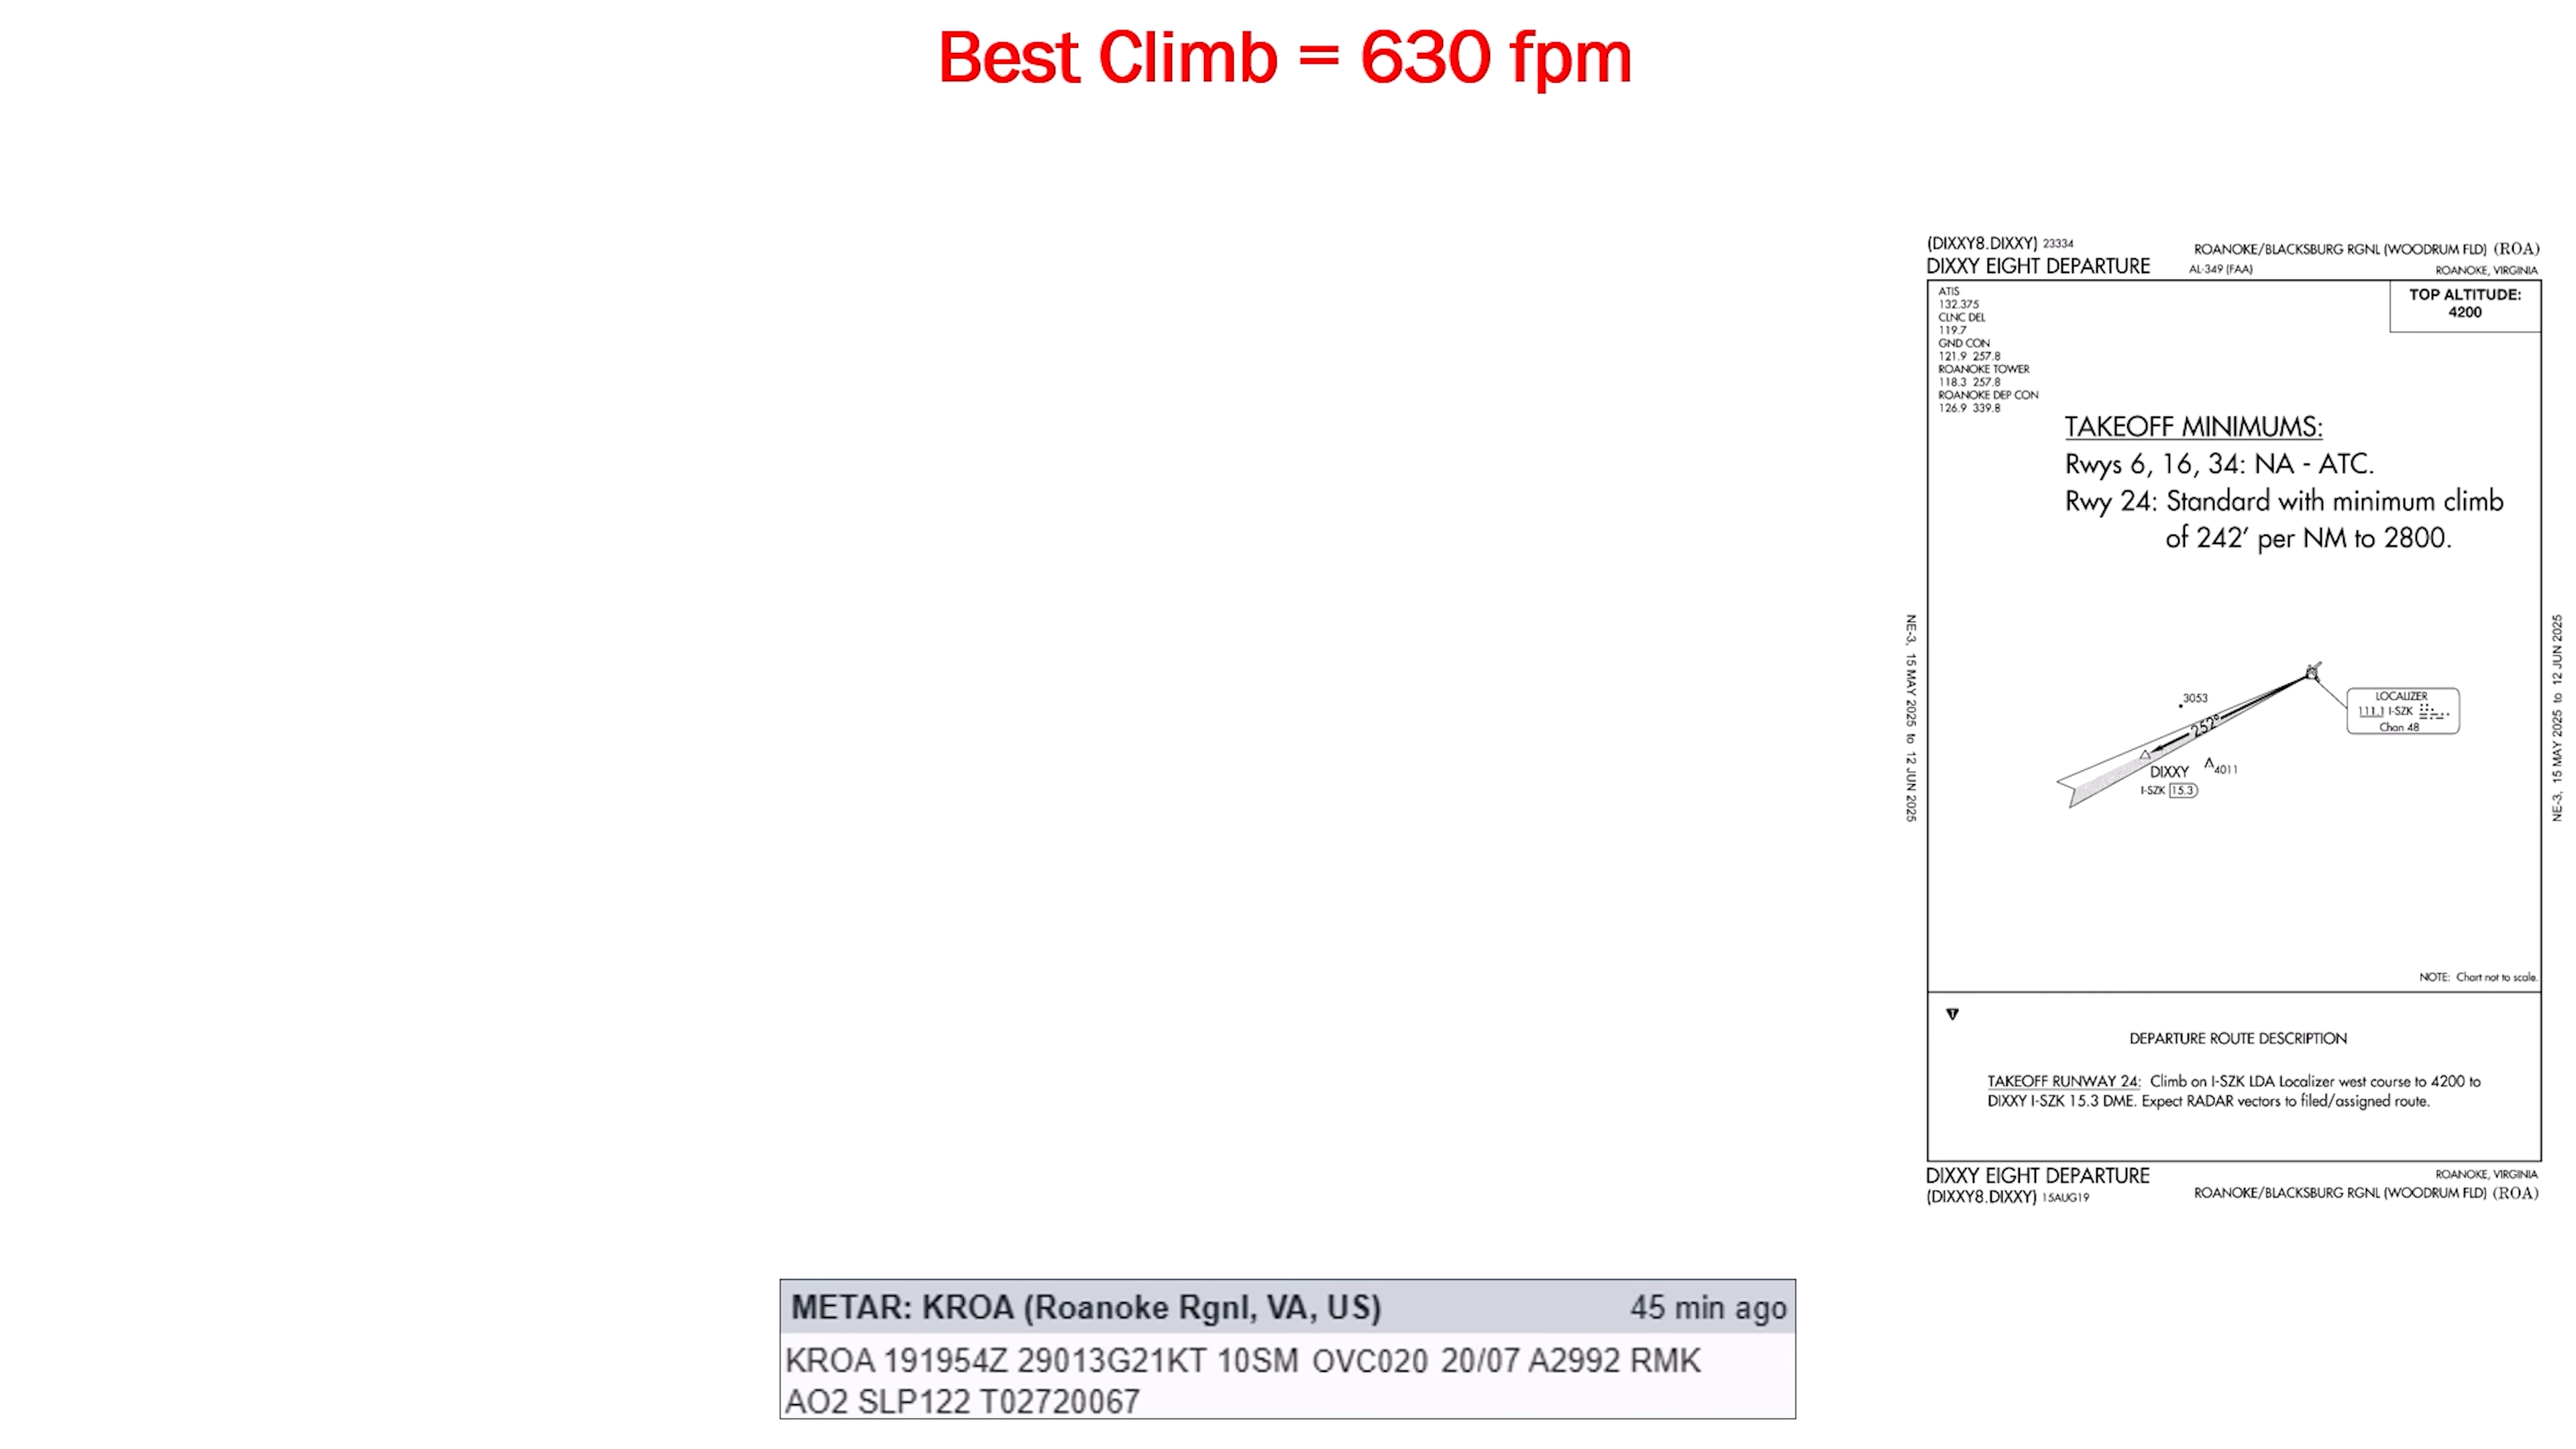 Best Climb = 630 fpm
(DIXXY8.DIXXY) 23334
DIXXY EIGHT DEPARTURE
AL-349 (FAA)
ROANOKE/BLACKSBURG RGNL (WOODRUM FLD) (ROA)
ROANOKE, VIRGINIA
TOP ALTITUDE:
4200
ATIS
132.375
CLNC DEL
119.7
GND CON
121.9 257.8
ROANOKE TOWER
118.3 257.8
ROANOKE DEP CON
126.9 339.8
TAKEOFF MINIMUMS:
Rwys 6, 16, 34: NA - ATC.
Rwy 24: Standard with minimum climb
of 242' per NM to 2800.
NE-3, 15 MAY 2025 to 12 JUN 2025
NE-3, 15 MAY 2025 to 12 JUN 2025
3053
LOCALIZER
111.1 I-SZK
Chan 48
252°
DIXXY
4011
I-SZK 15.3
NOTE: Chart not to scale.
T
DEPARTURE ROUTE DESCRIPTION
TAKEOFF RUNWAY 24: Climb on I-SZK LDA Localizer west course to 4200 to
DIXXY I-SZK 15.3 DME. Expect RADAR vectors to filed/assigned route.
DIXXY EIGHT DEPARTURE
(DIXXY8.DIXXY) 15AUG19
ROANOKE, VIRGINIA
ROANOKE/BLACKSBURG RGNL (WOODRUM FLD) (ROA)
METAR: KROA (Roanoke Rgnl, VA, US) 45 min ago
KROA 191954Z 29013G21KT 10SM OVC020 20/07 A2992 RMK
AO2 SLP122 T02720067